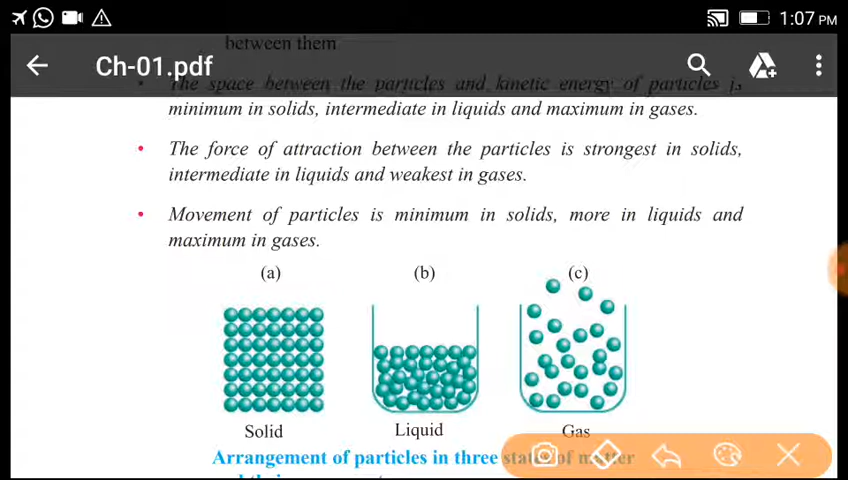 1:07 PM
between them
Ch-01.pdf
• The space between the particles and kinetic energy of particles is
minimum in solids, intermediate in liquids and maximum in gases.
• The force of attraction between the particles is strongest in solids,
intermediate in liquids and weakest in gases.
• Movement of particles is minimum in solids, more in liquids and
maximum in gases.
(a) (b) (c)
Solid Liquid Gas
Arrangement of particles in three states of matter